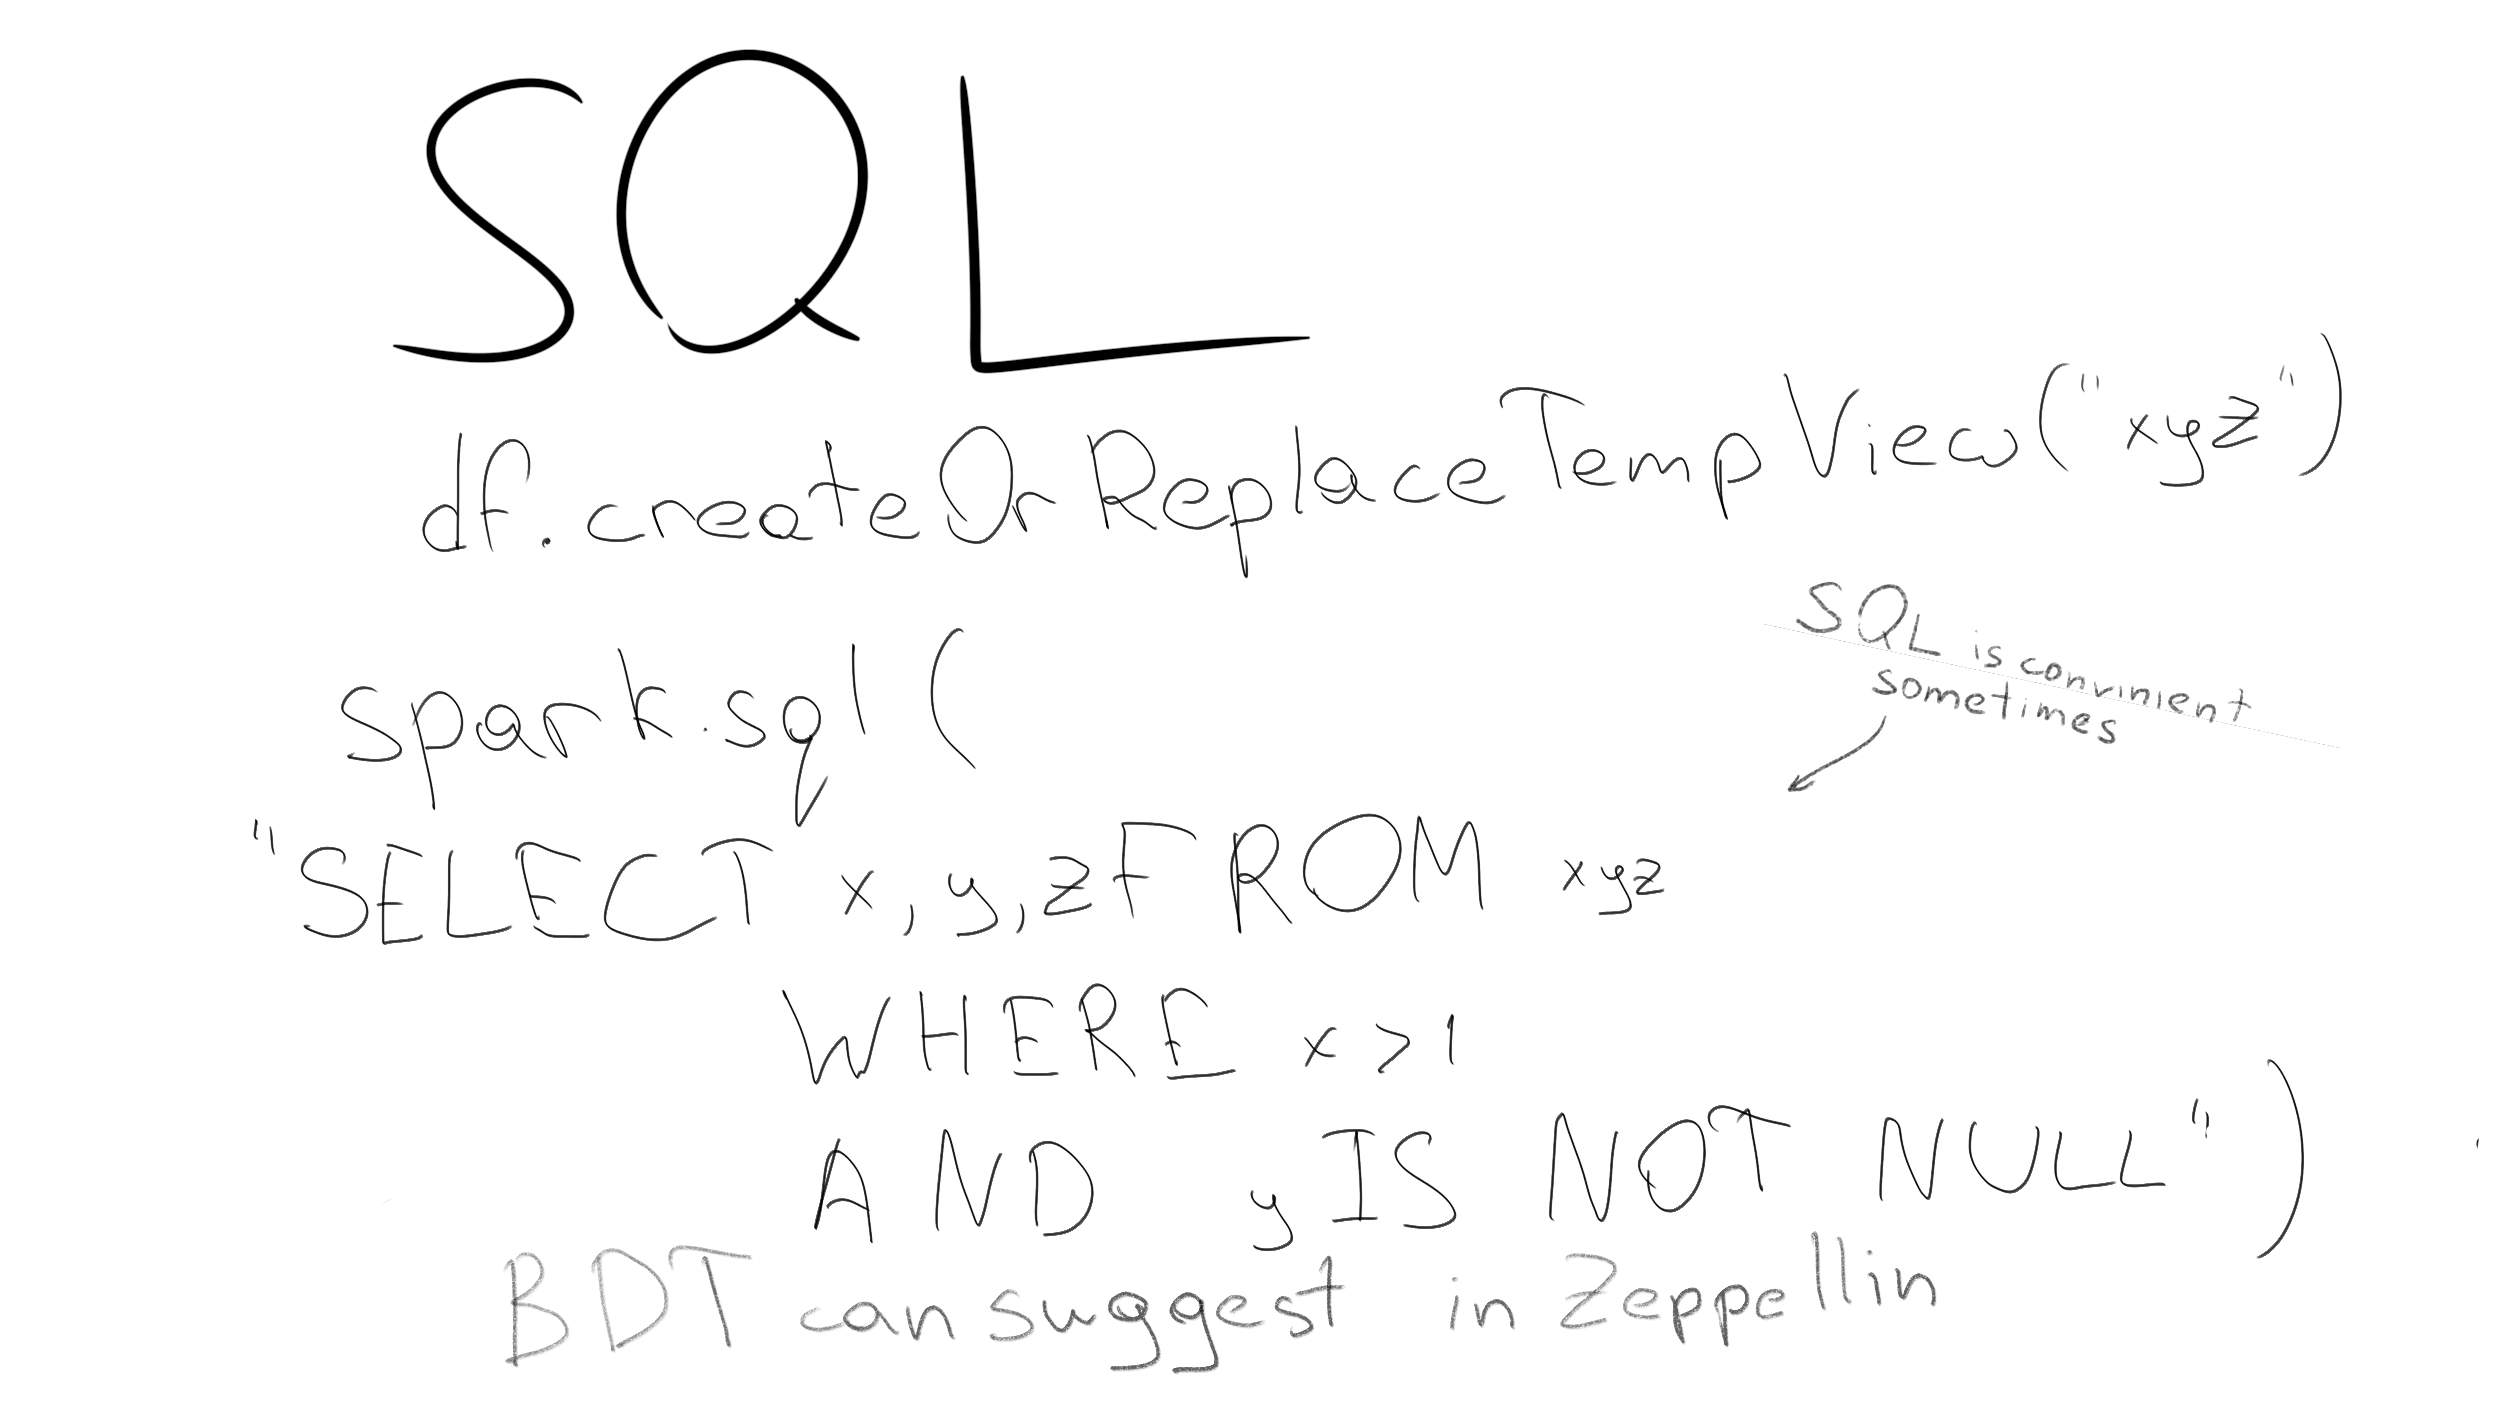 SQL
df.createOrReplaceTempView("xyz")
SQL is convinient
sometimes
spark.sql(
"SELECT x,y,z FROM xyz
WHERE x>1
AND y IS NOT NULL")
BDT can suggest in Zeppellin